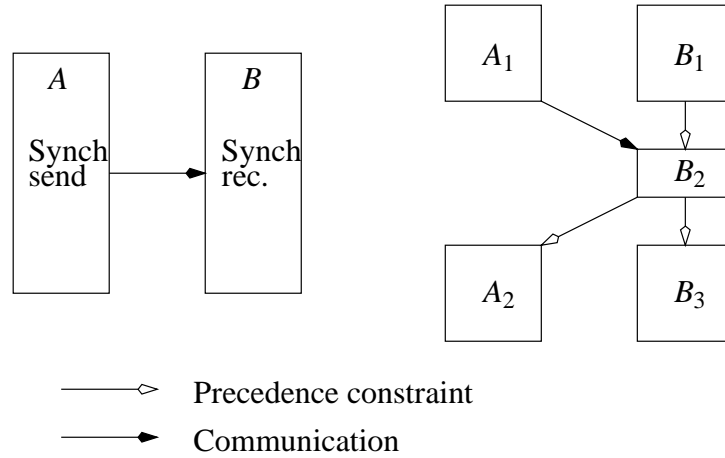 A
B
Synch
send
Synch
rec.
A1
B1
B2
A2
B3
Precedence constraint
Communication